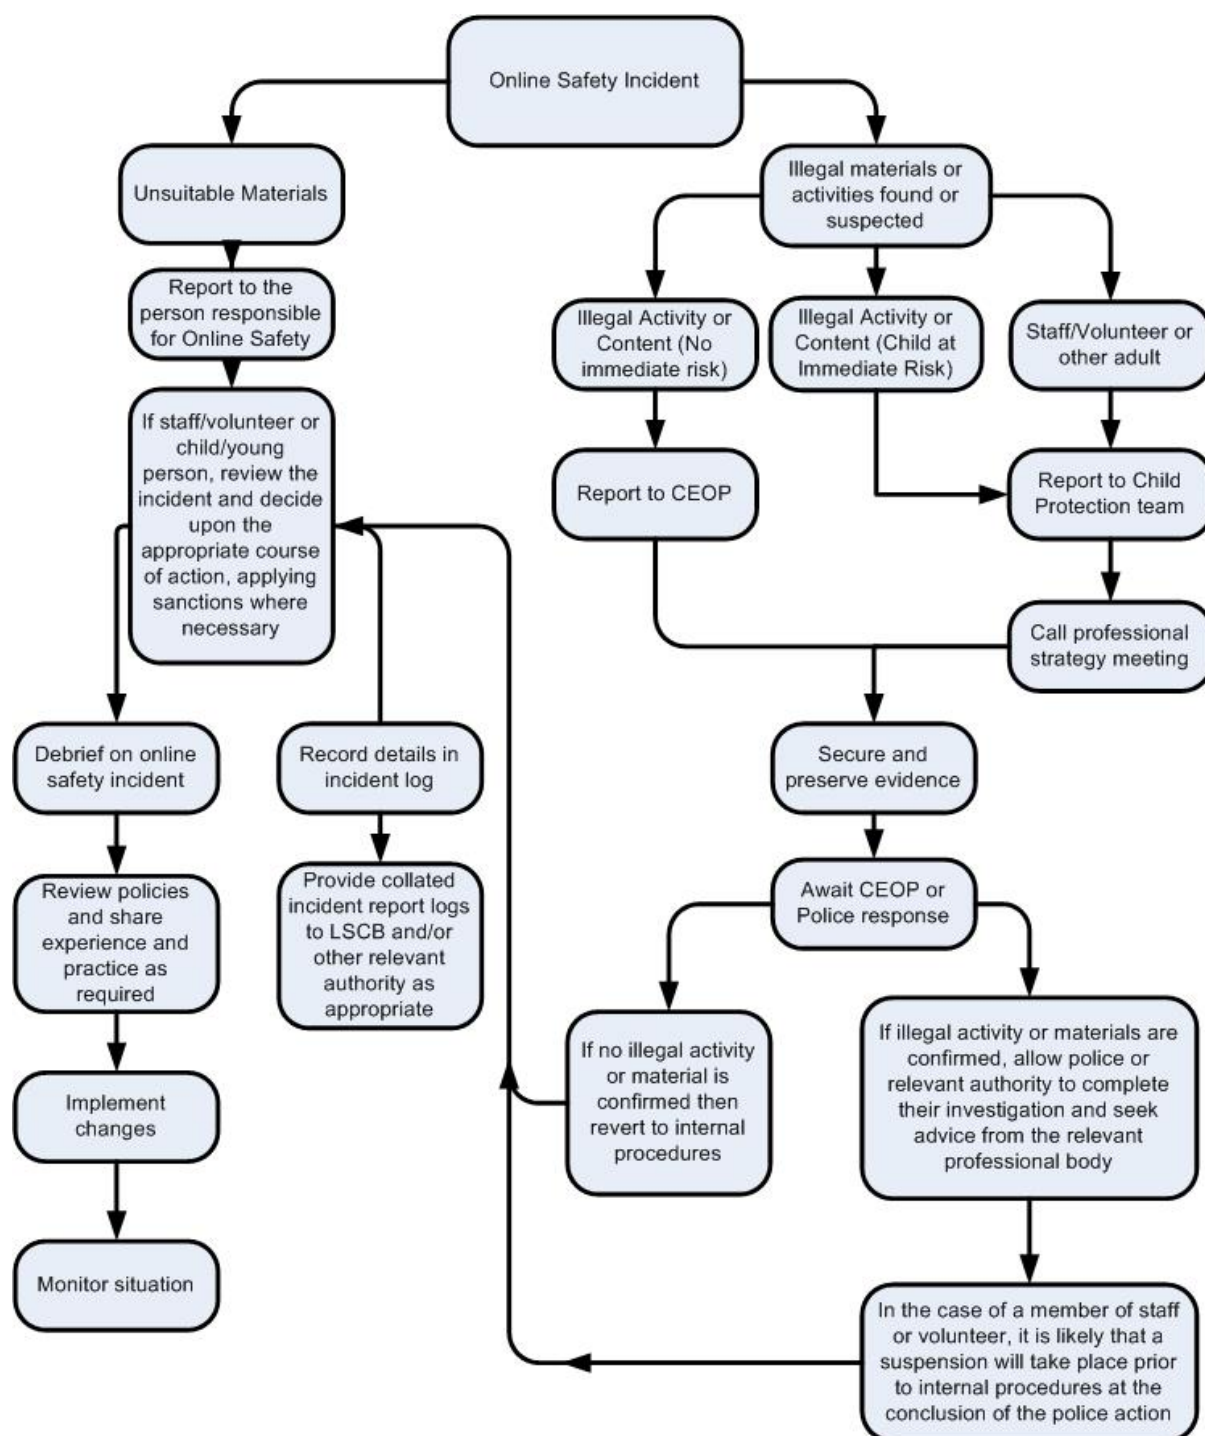 Online Safety Incident
Unsuitable Materials
Report to the
person responsible
for Online Safety
If staff/volunteer or
child/young
person, review the
incident and decide
upon the
appropriate course
of action, applying
sanctions where
necessary
Debrief on online
safety incident
Review policies
and share
experience and
practice as
required
Implement
changes
Monitor situation
Record details in
incident log
Provide collated
incident report logs
to LSCB and/or
other relevant
authority as
appropriate
Illegal materials or
activities found or
suspected
Illegal Activity or
Content (No
immediate risk)
Illegal Activity or
Content (Child at
Immediate Risk)
Staff/Volunteer or
other adult
Report to CEOP
Report to Child
Protection team
Call professional
strategy meeting
Secure and
preserve evidence
Await CEOP or
Police response
If no illegal activity
or material is
confirmed then
revert to internal
procedures
If illegal activity or materials are
confirmed, allow police or
relevant authority to complete
their investigation and seek
advice from the relevant
professional body
In the case of a member of staff
or volunteer, it is likely that a
suspension will take place prior
to internal procedures at the
conclusion of the police action